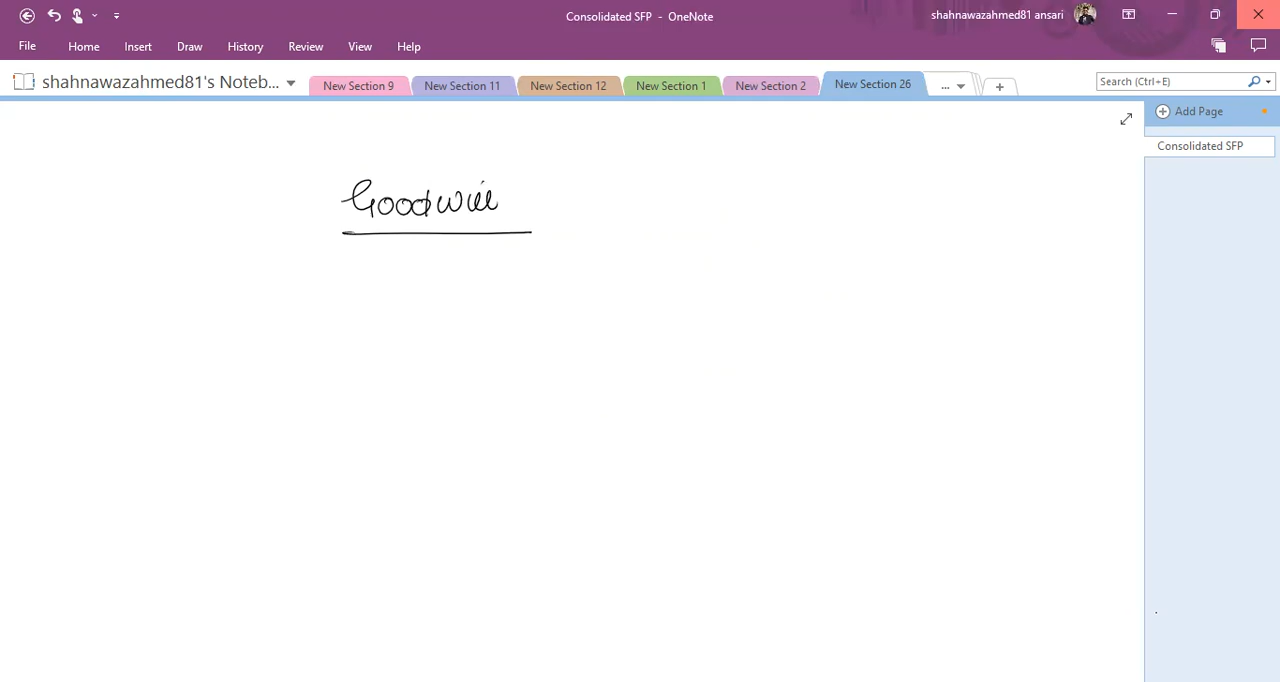 Consolidated SFP - OneNote
shahnawazahmed81 ansari
File Home Insert Draw History Review View Help
shahnawazahmed81's Noteb... New Section 9 New Section 11 New Section 12 New Section 1 New Section 2 New Section 26 ... + Search (Ctrl+E)
Add Page
Consolidated SFP
Goodwill